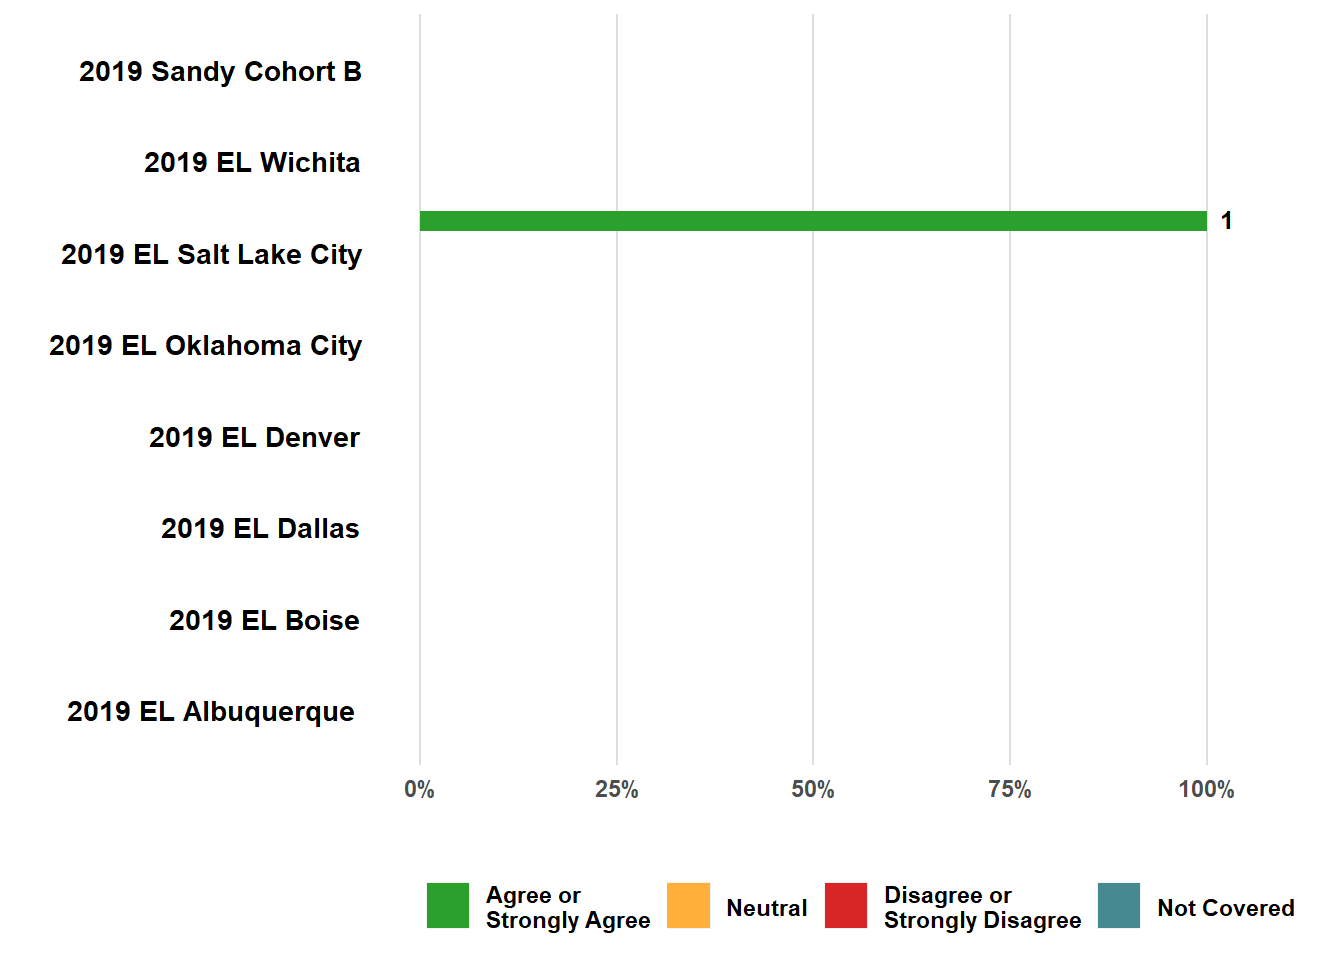 2019 Sandy Cohort B
2019 EL Wichita
1
2019 EL Salt Lake City
2019 EL Oklahoma City
2019 EL Denver
2019 EL Dallas
2019 EL Boise
2019 EL Albuquerque
0% 25% 50% 75% 100%
Agree or
Strongly Agree
Neutral
Disagree or
Strongly Disagree
Not Covered